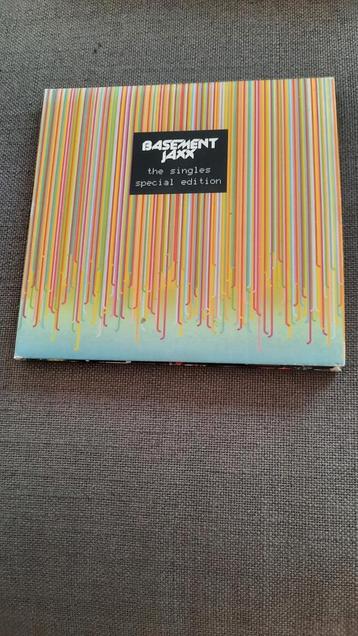 BASEMENT
JAXX
the singles
special edition